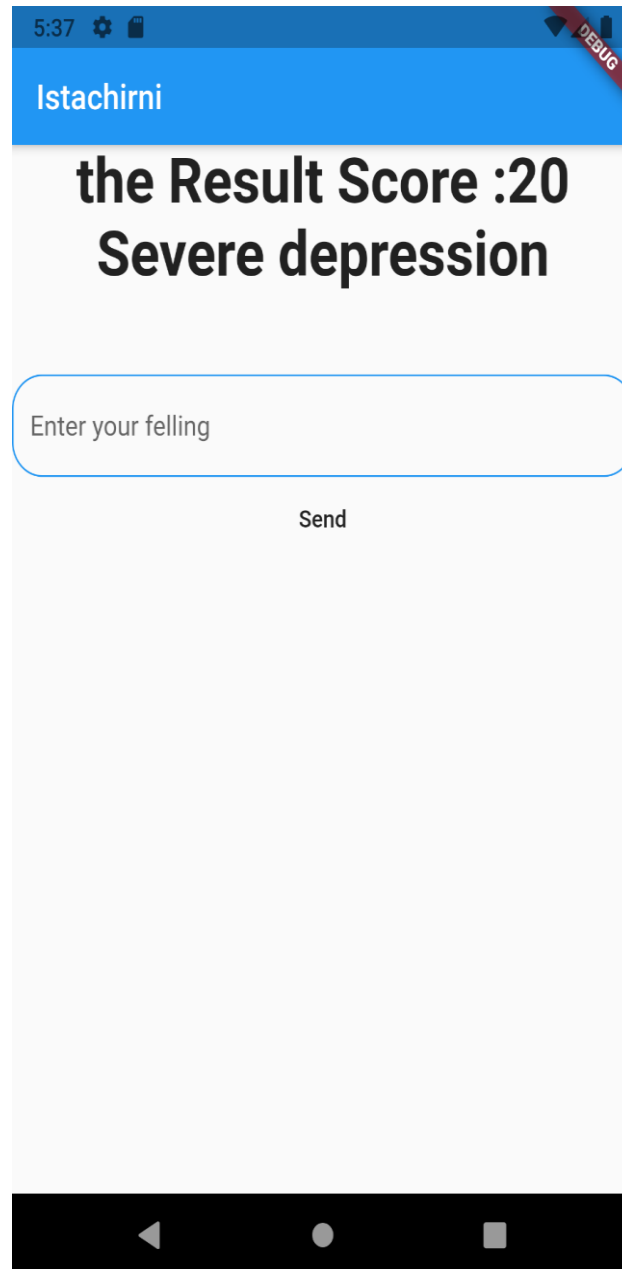 5:37
DEBUG
Istachirni
the Result Score :20
Severe depression
Enter your felling
Send